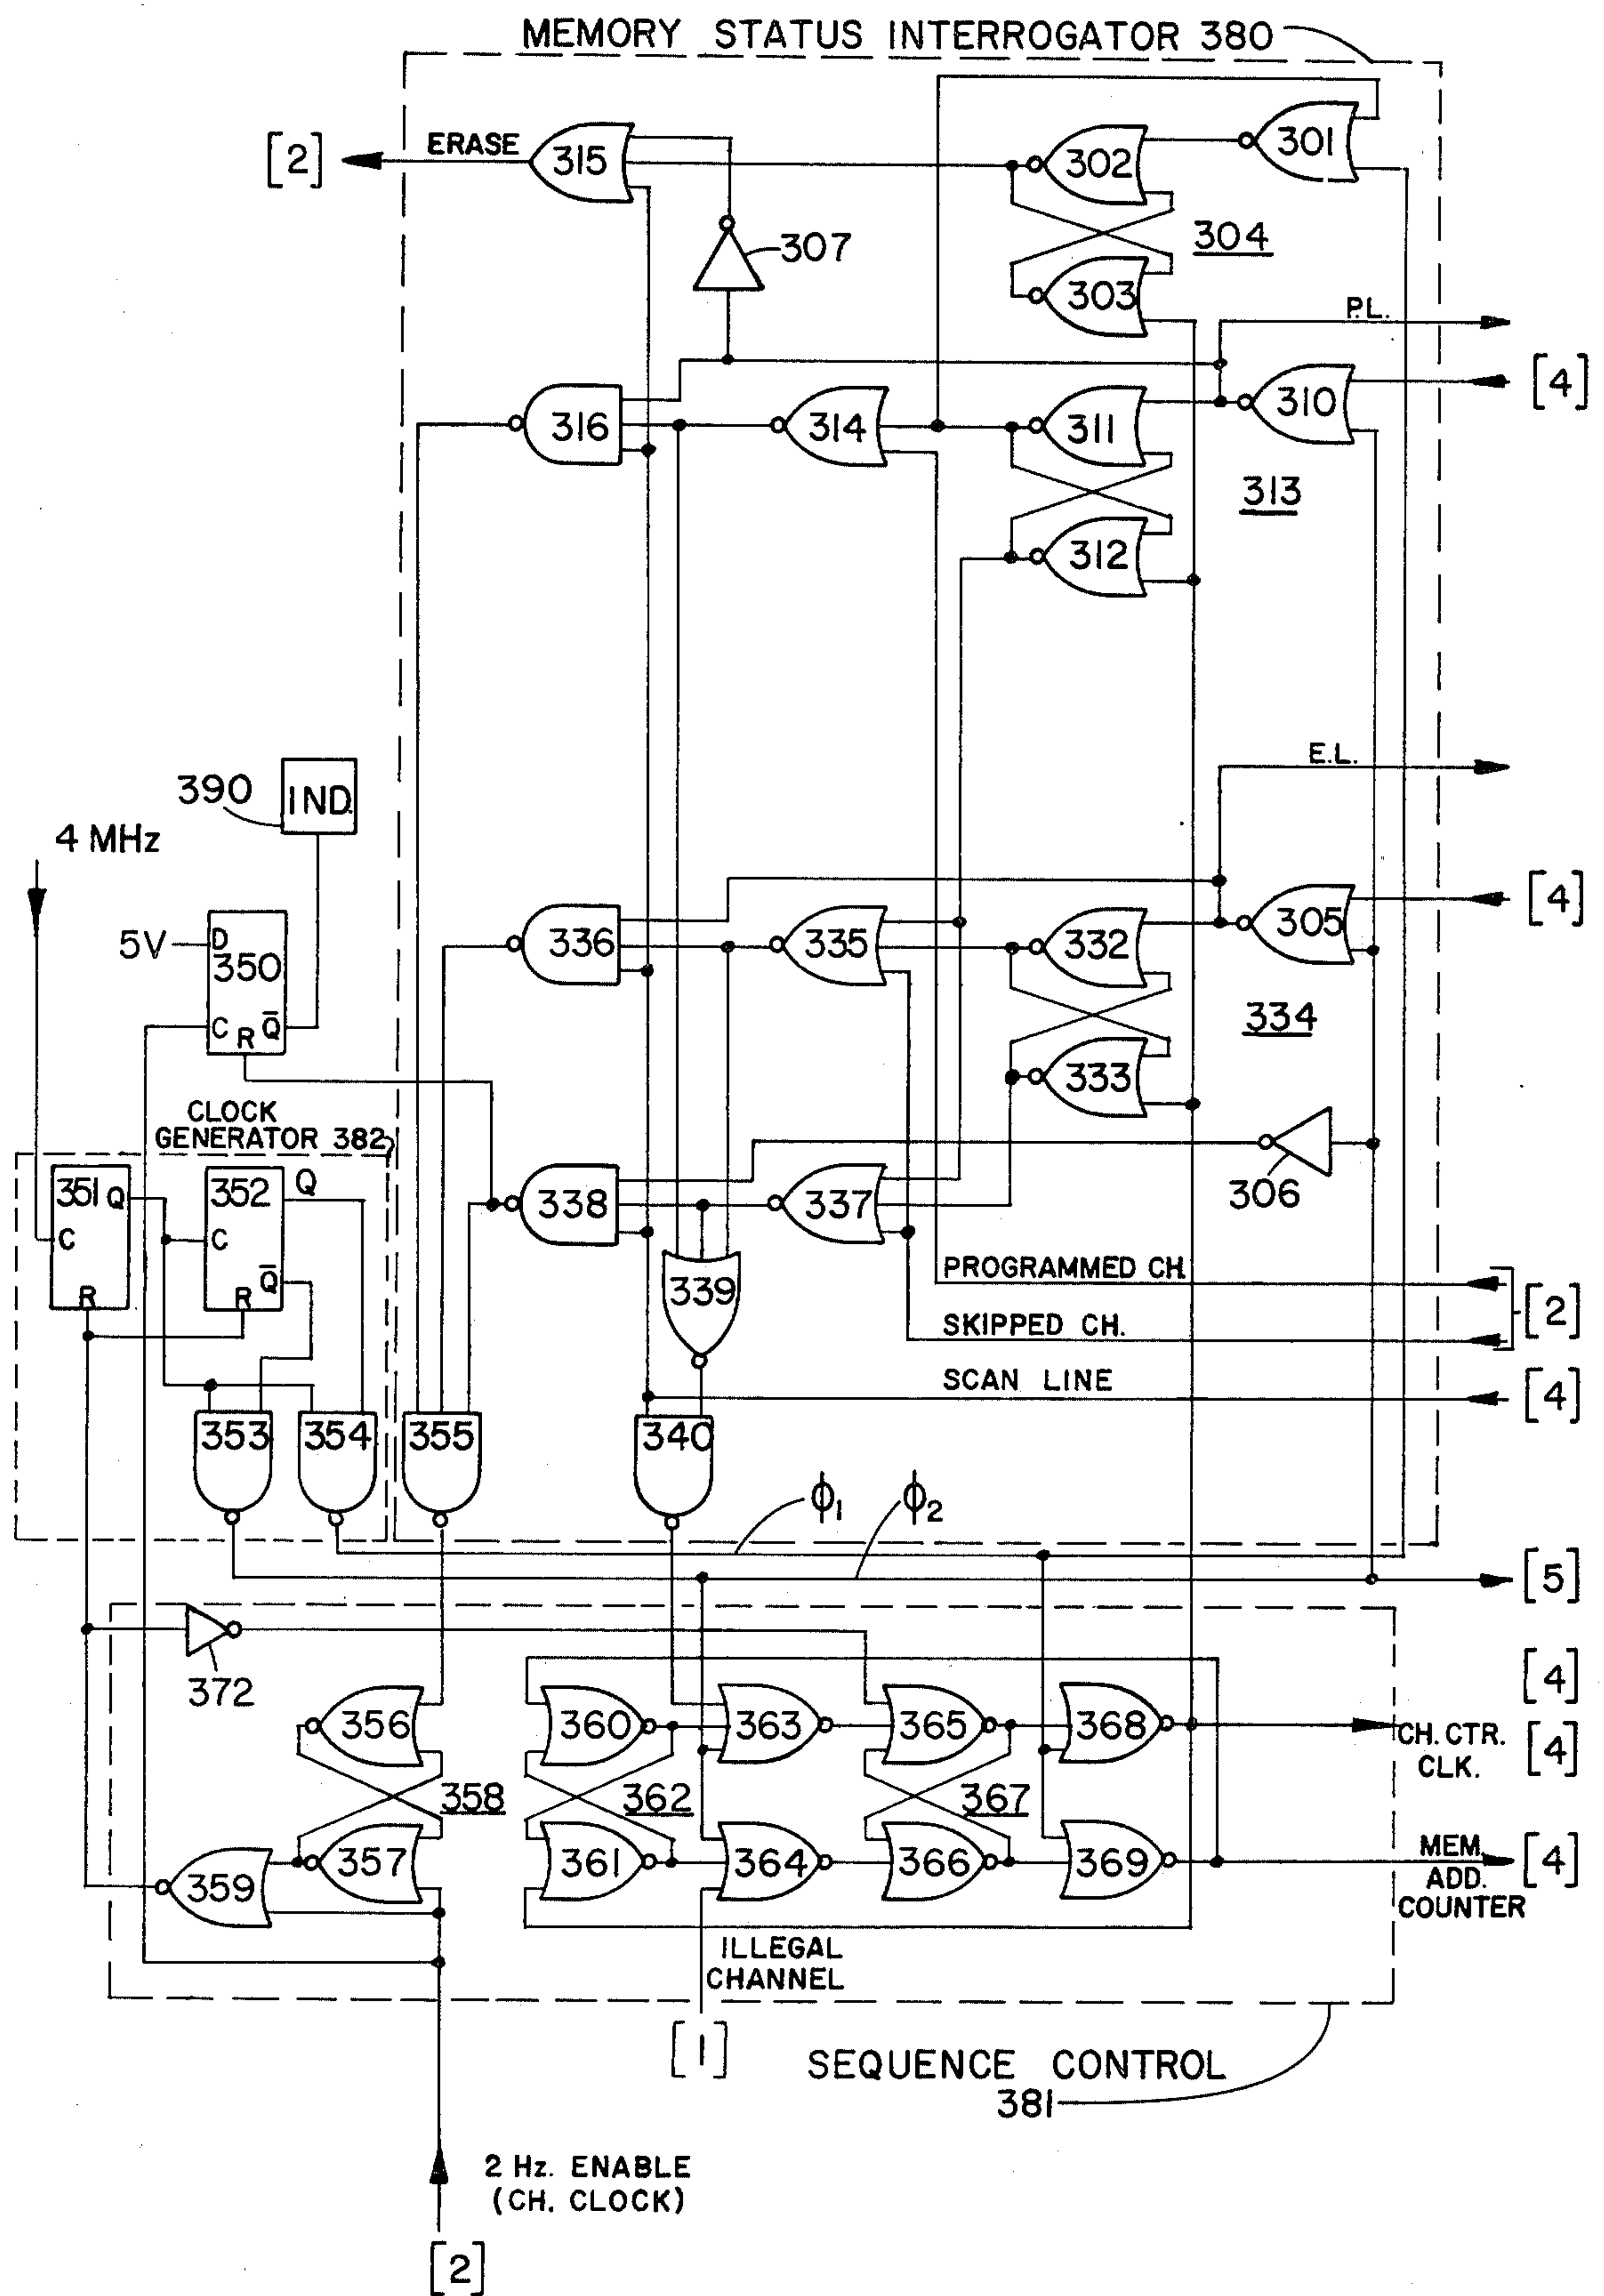 MEMORY STATUS INTERROGATOR 380
[2]
ERASE
315
302
301
307
304
303
P.L.
[4]
316
314
311
310
313
312
E.L.
390
IND.
4 MHz
[4]
5V
D
350
C
R
Q̅
336
335
332
305
334
333
CLOCK
GENERATOR 382
351
Q
C
R
352
Q
C
Q̅
R
338
337
306
339
PROGRAMMED CH.
[2]
SKIPPED CH.
SCAN LINE
[4]
353
354
355
340
ϕ1
ϕ2
[5]
372
[4]
356
360
363
365
368
CH. CTR.
CLK.
[4]
358
362
367
359
357
361
364
366
369
MEM.
ADD.
COUNTER
[4]
ILLEGAL
CHANNEL
[1]
SEQUENCE CONTROL
381
2 Hz. ENABLE
(CH. CLOCK)
[2]